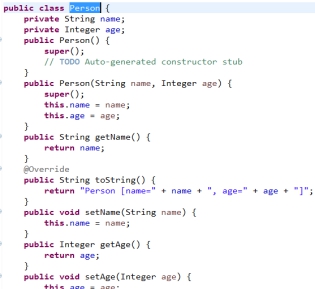 public class Person {
    private String name;
    private Integer age;
    public Person() {
        super();
        // TODO Auto-generated constructor stub
    }
    public Person(String name, Integer age) {
        super();
        this.name = name;
        this.age = age;
    }
    public String getName() {
        return name;
    }
    @Override
    public String toString() {
        return "Person [name=" + name + ", age=" + age + "]";
    }
    public void setName(String name) {
        this.name = name;
    }
    public Integer getAge() {
        return age;
    }
    public void setAge(Integer age) {
        this.age = age;